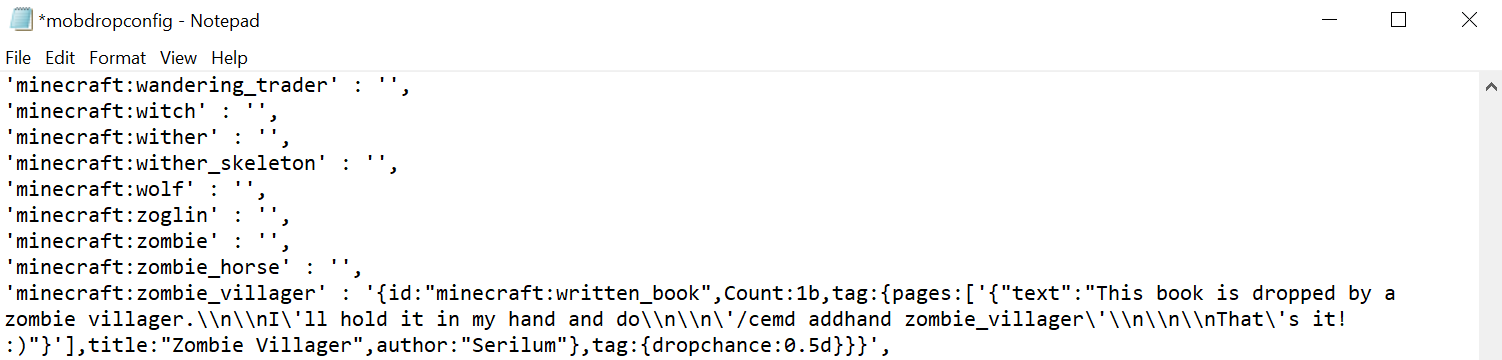 *mobdropconfig - Notepad
File Edit Format View Help
'minecraft:wandering_trader' : '',
'minecraft:witch' : '',
'minecraft:wither' : '',
'minecraft:wither_skeleton' : '',
'minecraft:wolf' : '',
'minecraft:zoglin' : '',
'minecraft:zombie' : '',
'minecraft:zombie_horse' : '',
'minecraft:zombie_villager' : '{id:"minecraft:written_book",Count:1b,tag:{pages:['{"text":"This book is dropped by a
zombie villager.\\n\\nI\'ll hold it in my hand and do\\n\\n\'/cemd addhand zombie_villager\'\\n\\n\\nThat\'s it!
:)"}'],title:"Zombie Villager",author:"Serilum"},tag:{dropchance:0.5d}}}',